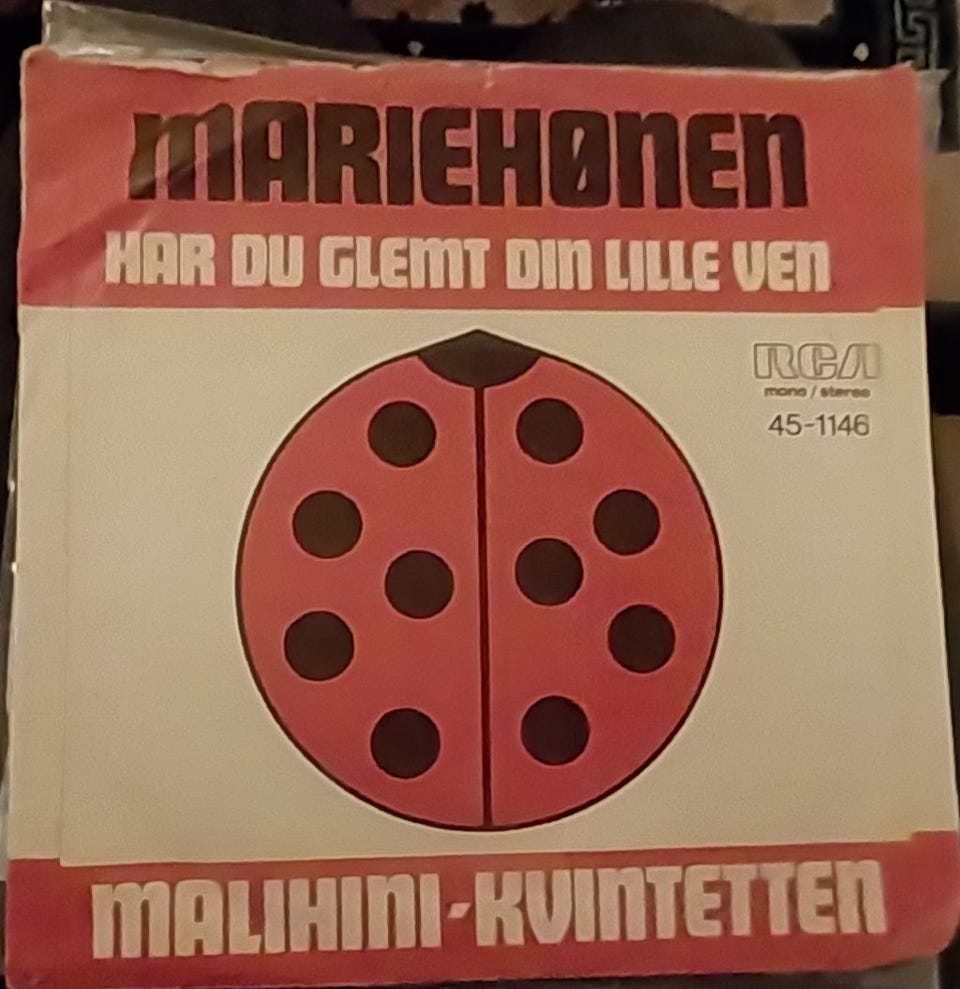 MARIEHØNEN
HAR DU GLEMT DIN LILLE VEN
RCA
mono / stereo
45-1146
MALIHINI-KVINTETTEN